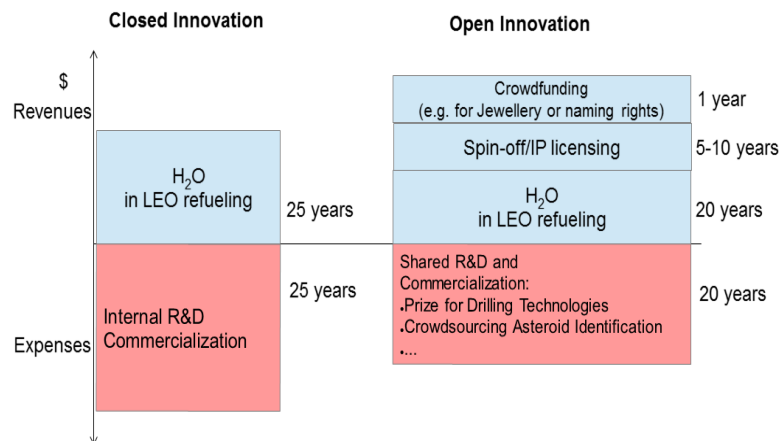 Closed Innovation
Open Innovation
$
Revenues
Expenses
H₂O
in LEO refueling
25 years
Internal R&D
Commercialization
25 years
Crowdfunding
(e.g. for Jewellery or naming rights)
1 year
Spin-off/IP licensing
5-10 years
H₂O
in LEO refueling
20 years
Shared R&D and
Commercialization:
•Prize for Drilling Technologies
•Crowdsourcing Asteroid Identification
•...
20 years